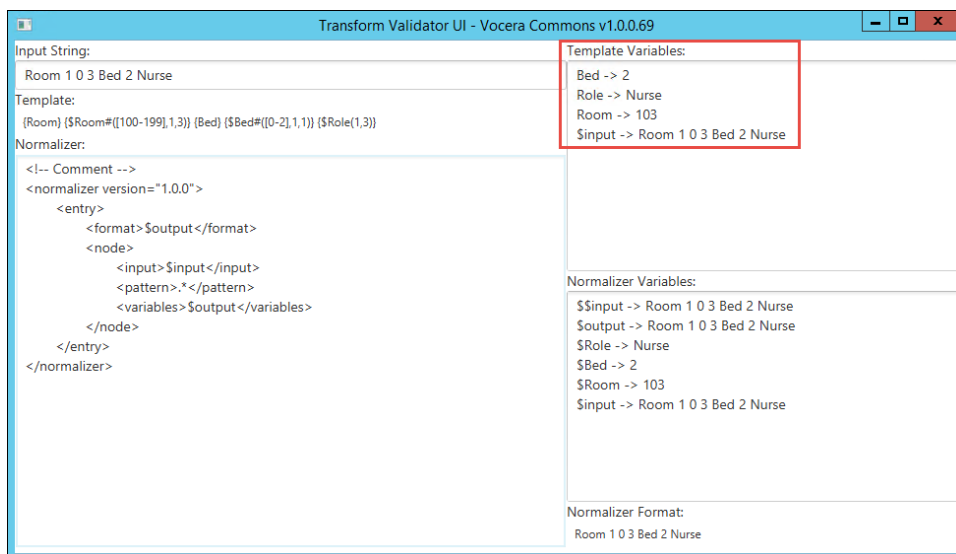 Transform Validator UI - Vocera Commons v1.0.0.69
Input String:
Room 1 0 3 Bed 2 Nurse
Template:
{Room} {$Room#([100-199],1,3)} {Bed} {$Bed#([0-2],1,1)} {$Role(1,3)}
Normalizer:
<!-- Comment -->
<normalizer version="1.0.0">
<entry>
<format>$output</format>
<node>
<input>$input</input>
<pattern>.*</pattern>
<variables>$output</variables>
</node>
</entry>
</normalizer>
Template Variables:
Bed -> 2
Role -> Nurse
Room -> 103
$input -> Room 1 0 3 Bed 2 Nurse
Normalizer Variables:
$$input -> Room 1 0 3 Bed 2 Nurse
$output -> Room 1 0 3 Bed 2 Nurse
$Role -> Nurse
$Bed -> 2
$Room -> 103
$input -> Room 1 0 3 Bed 2 Nurse
Normalizer Format:
Room 1 0 3 Bed 2 Nurse